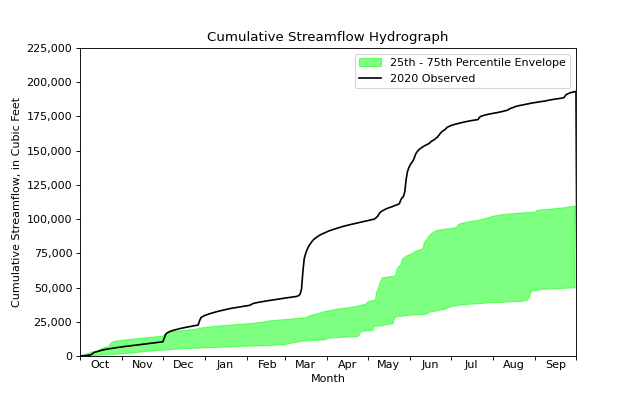 Cumulative Streamflow Hydrograph
225,000
200,000
175,000
150,000
125,000
100,000
75,000
50,000
25,000
0
Cumulative Streamflow, in Cubic Feet
25th - 75th Percentile Envelope
2020 Observed
Oct Nov Dec Jan Feb Mar Apr May Jun Jul Aug Sep
Month